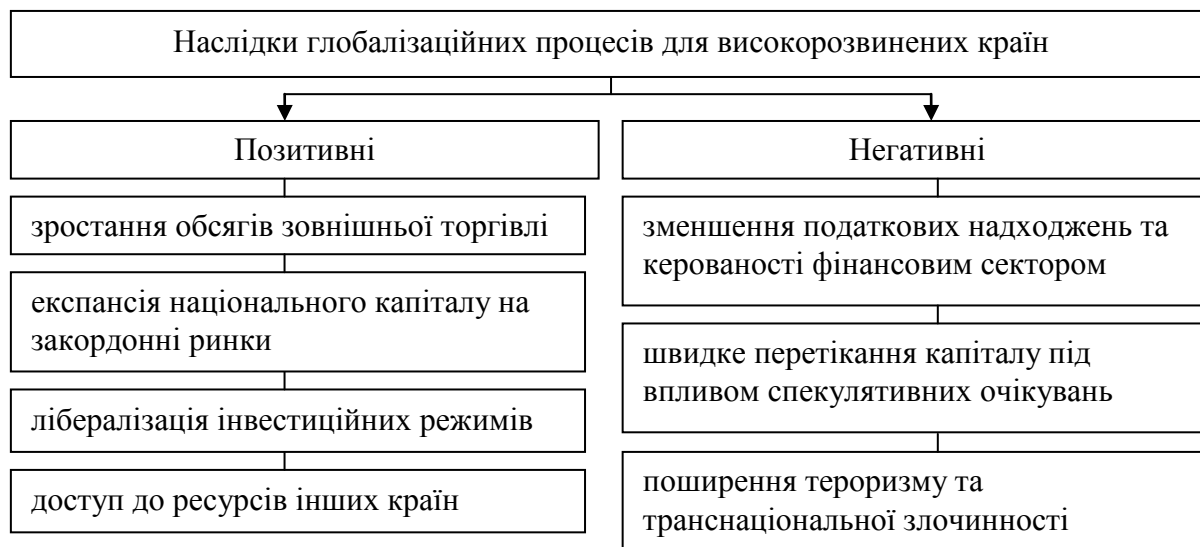 Наслідки глобалізаційних процесів для високорозвинених країн
Позитивні
зростання обсягів зовнішньої торгівлі
експансія національного капіталу на
закордонні ринки
лібералізація інвестиційних режимів
доступ до ресурсів інших країн
Негативні
зменшення податкових надходжень та
керованості фінансовим сектором
швидке перетікання капіталу під
впливом спекулятивних очікувань
поширення тероризму та
транснаціональної злочинності